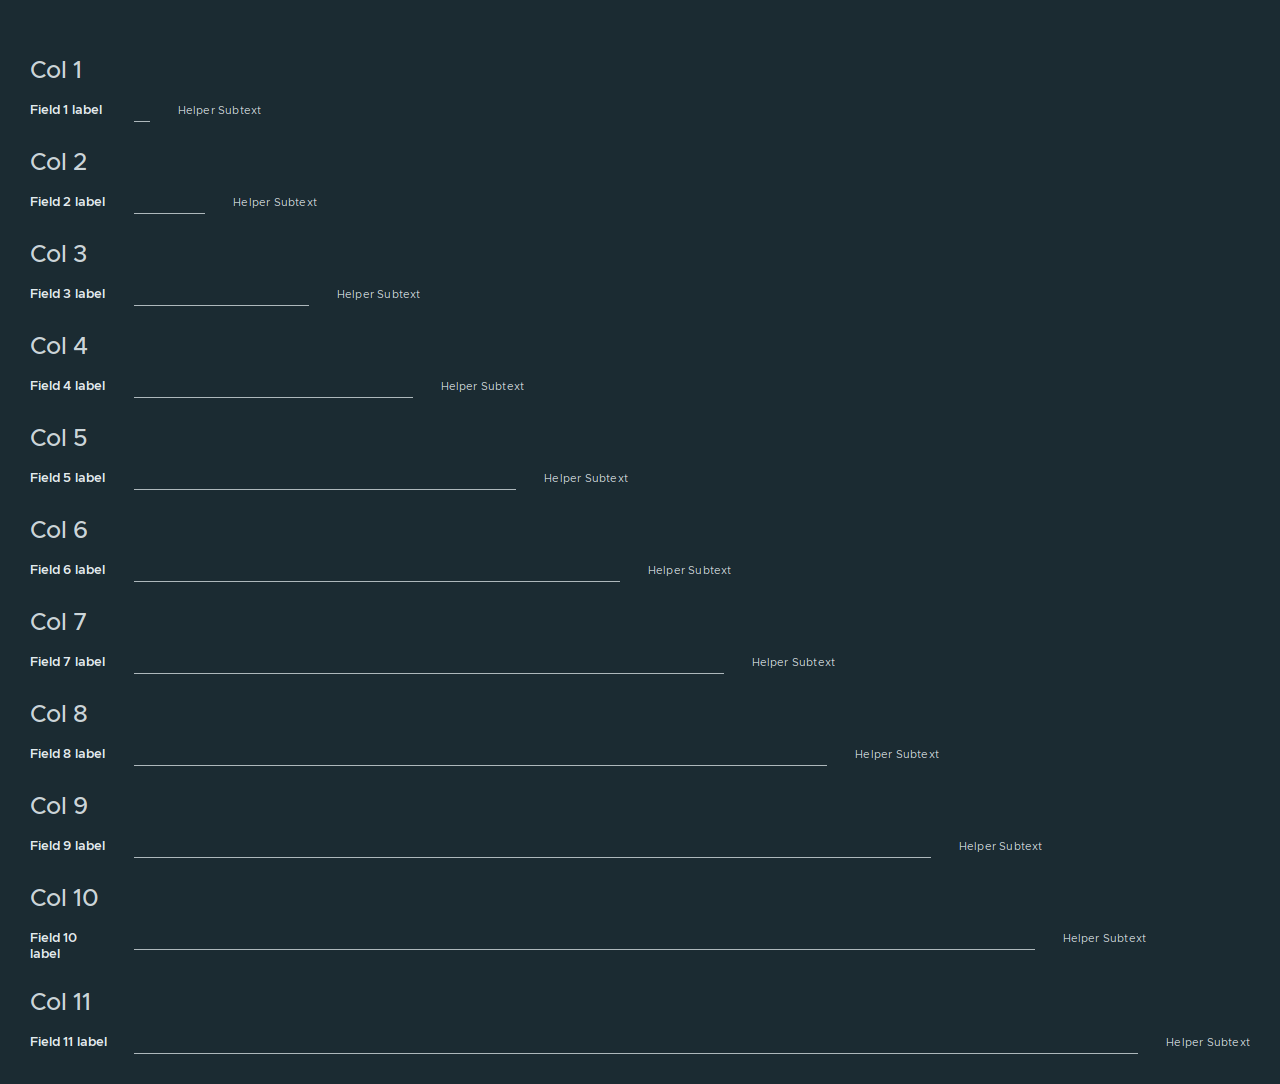 Col 1
Field 1 label Helper Subtext
Col 2
Field 2 label Helper Subtext
Col 3
Field 3 label Helper Subtext
Col 4
Field 4 label Helper Subtext
Col 5
Field 5 label Helper Subtext
Col 6
Field 6 label Helper Subtext
Col 7
Field 7 label Helper Subtext
Col 8
Field 8 label Helper Subtext
Col 9
Field 9 label Helper Subtext
Col 10
Field 10 Helper Subtext
label
Col 11
Field 11 label Helper Subtext